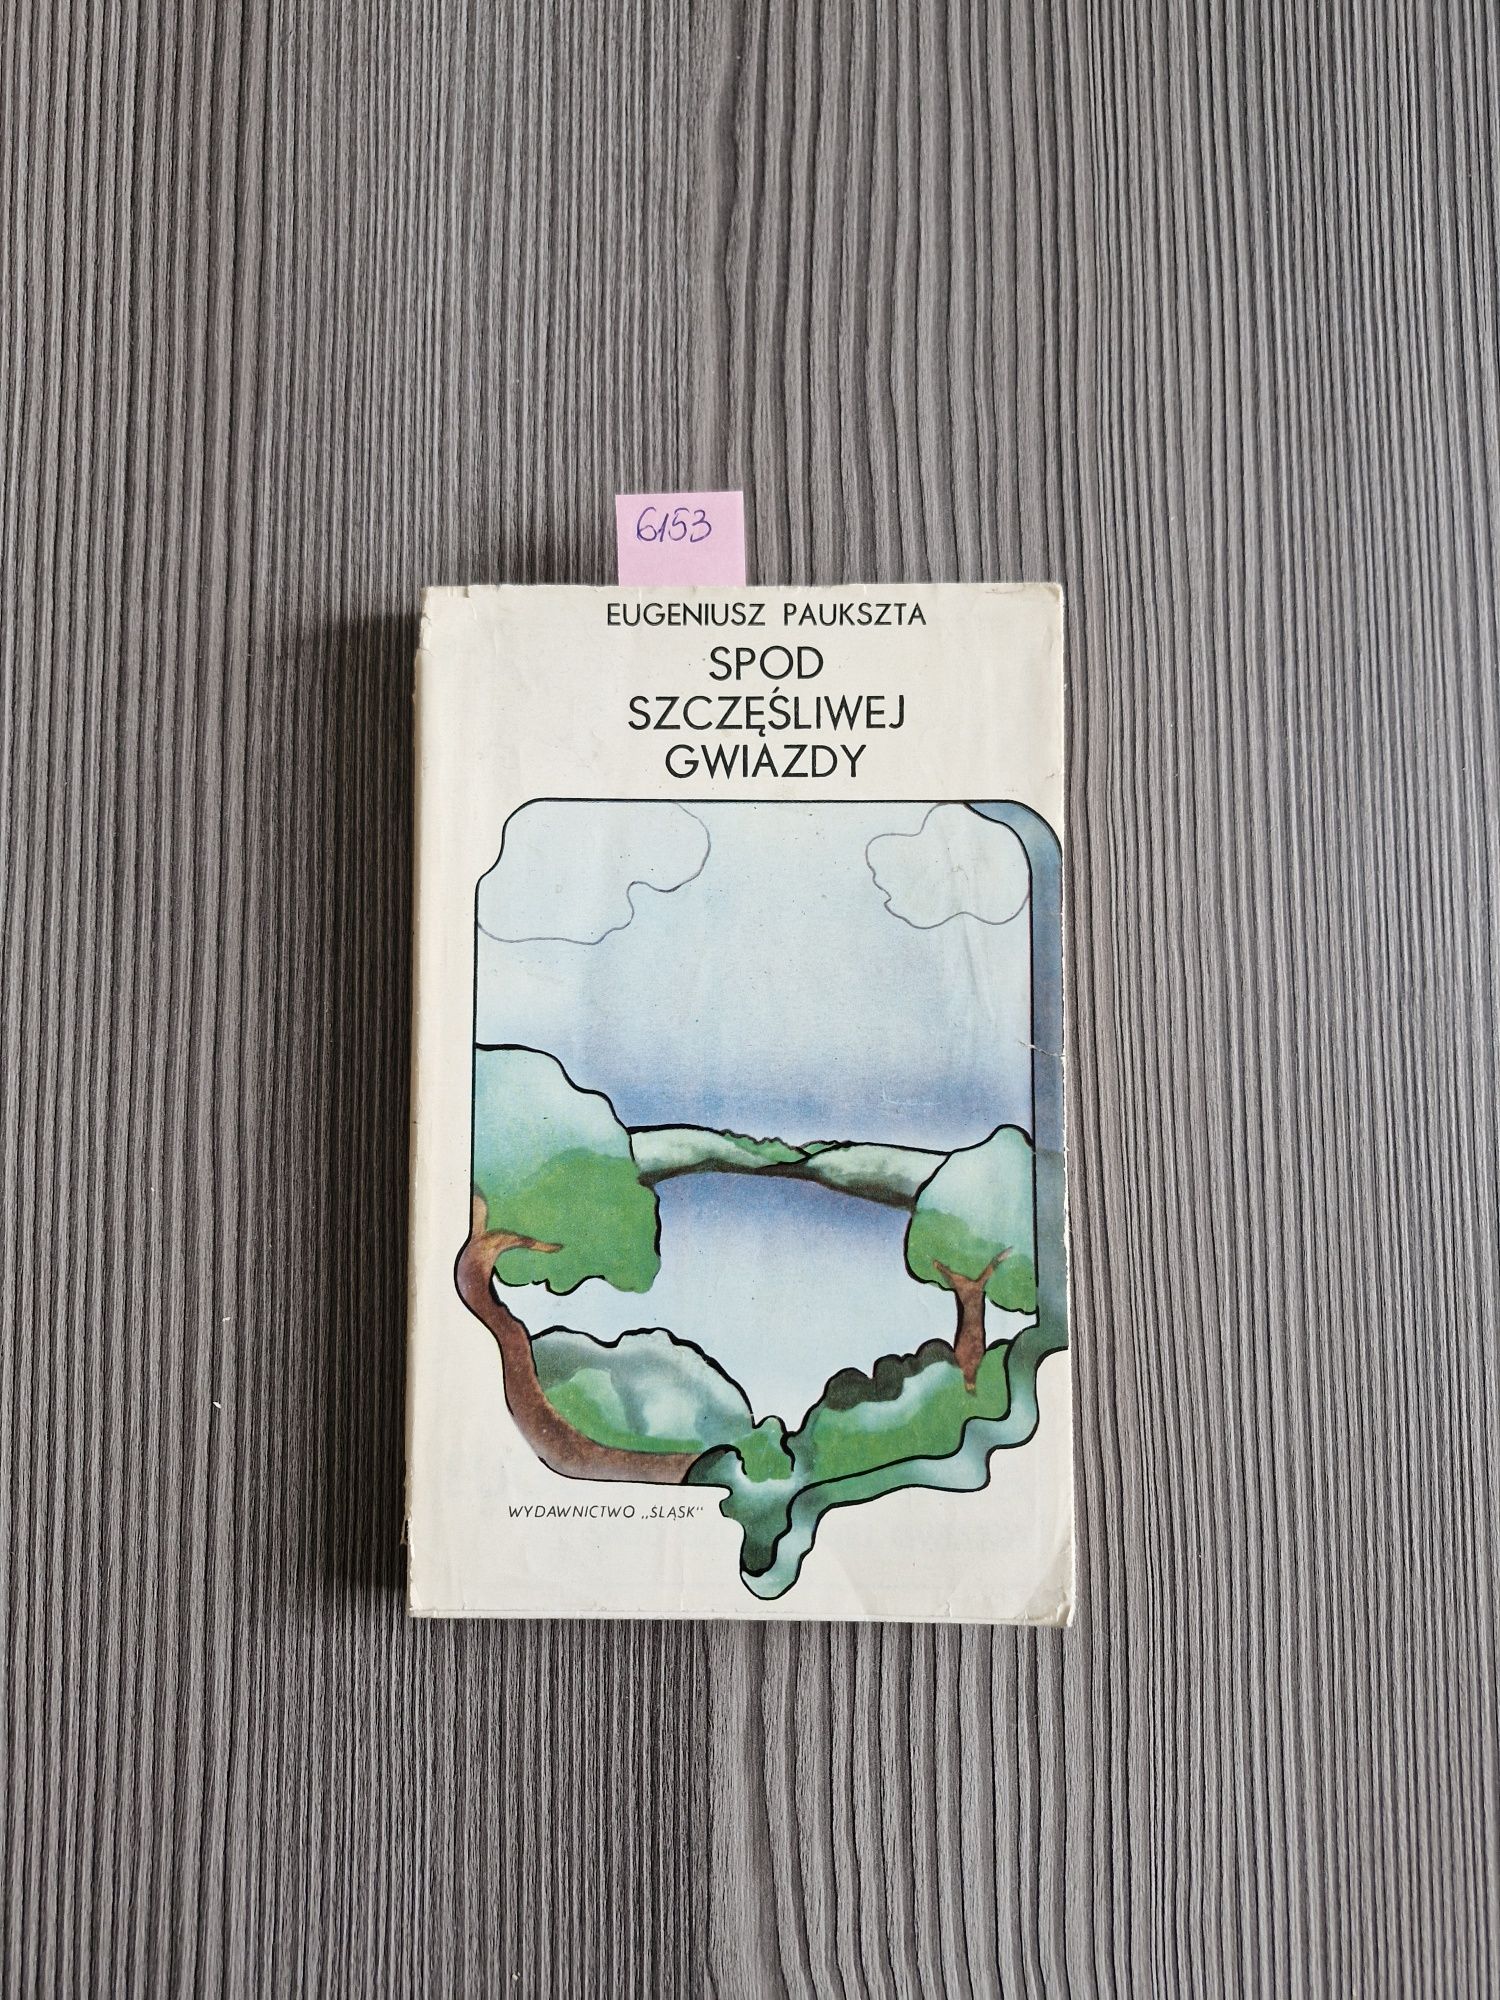 6153
EUGENIUSZ PAUKSZTA
SPOD
SZCZĘŚLIWEJ
GWIAZDY
WYDAWNICTWO „ŚLĄSK"